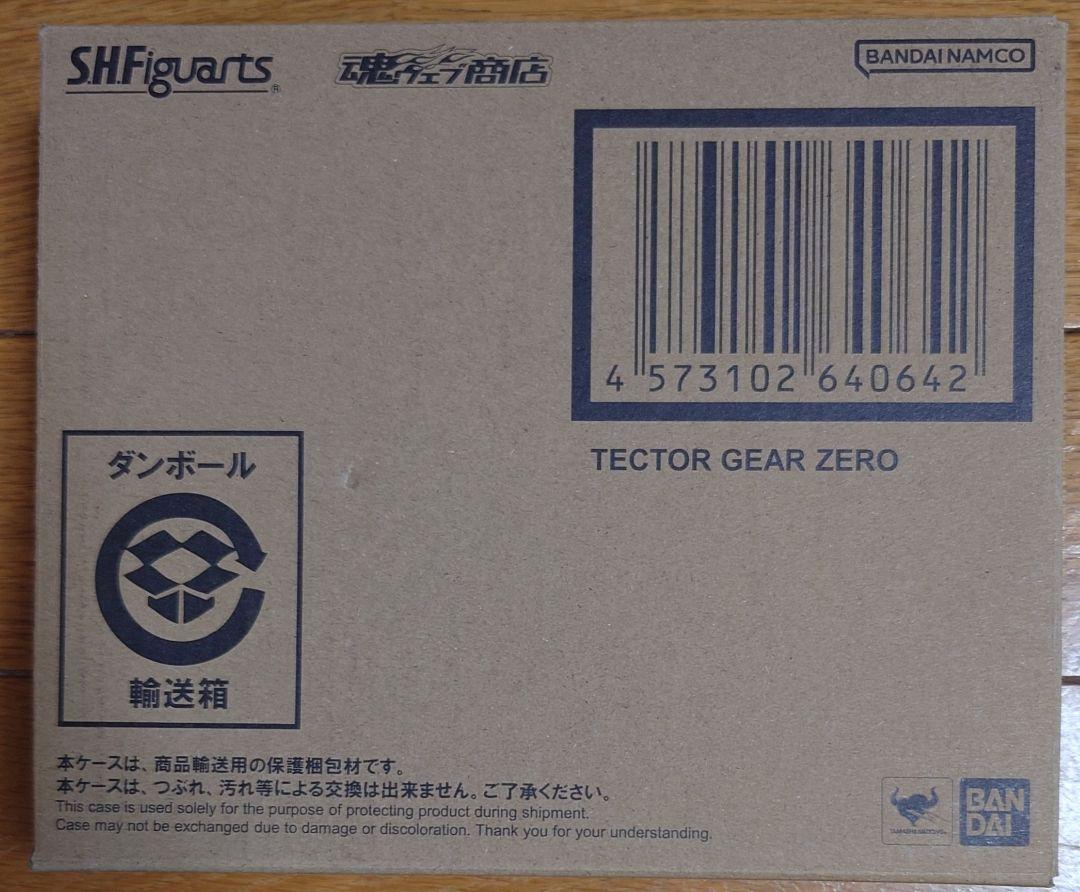 S.H.Figuarts®
魂ウェブ商店
BANDAI NAMCO
4 573102 640642
TECTOR GEAR ZERO
ダンボール
輸送箱
本ケースは、商品輸送用の保護梱包材です。
本ケースは、つぶれ、汚れ等による交換は出来ません。ご了承ください。
This case is used solely for the purpose of protecting product during shipment.
Case may not be exchanged due to damage or discoloration. Thank you for your understanding.
TAMASHII NATIONS
BAN
DAI